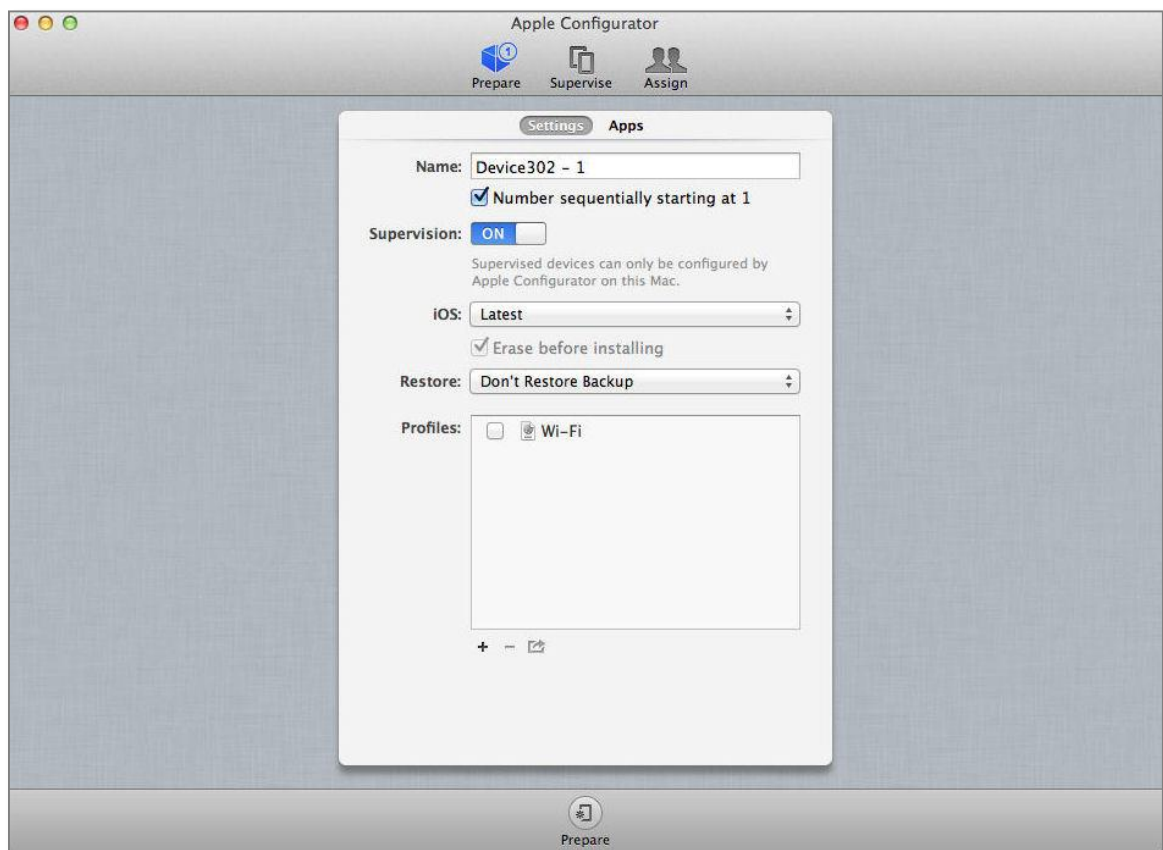 Apple Configurator
1
Prepare Supervise Assign
Settings Apps
Name: Device302 - 1
Number sequentially starting at 1
Supervision: ON
Supervised devices can only be configured by
Apple Configurator on this Mac.
iOS: Latest
Erase before installing
Restore: Don't Restore Backup
Profiles: Wi-Fi
+ -
Prepare